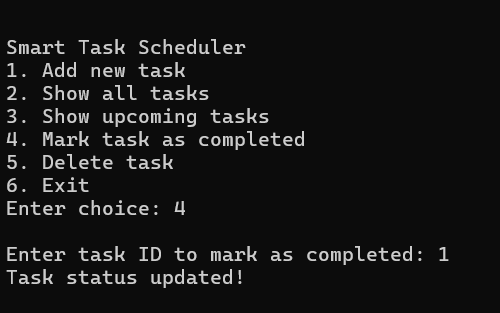 Smart Task Scheduler
1. Add new task
2. Show all tasks
3. Show upcoming tasks
4. Mark task as completed
5. Delete task
6. Exit
Enter choice: 4
Enter task ID to mark as completed: 1
Task status updated!